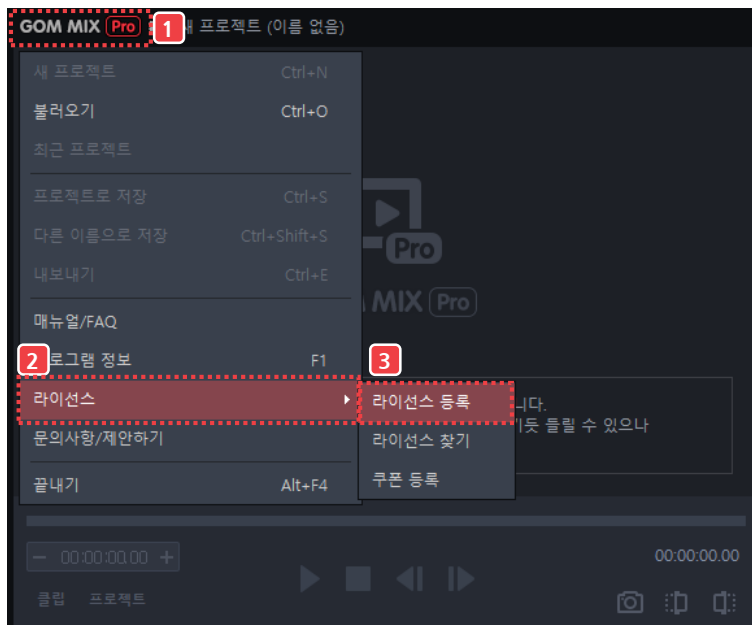 GOM MIX Pro 1 새 프로젝트 (이름 없음)
새 프로젝트 Ctrl+N
불러오기 Ctrl+O
최근 프로젝트
프로젝트로 저장 Ctrl+S
다른 이름으로 저장 Ctrl+Shift+S
내보내기 Ctrl+E
매뉴얼/FAQ
2 로그램 정보 F1
라이선스
문의사항/제안하기
끝내기 Alt+F4
3
라이선스 등록
라이선스 찾기
쿠폰 등록
Pro
MIX Pro
니다.
듯 들릴 수 있으나
00:00:00.00
00:00:00.00
클립 프로젝트